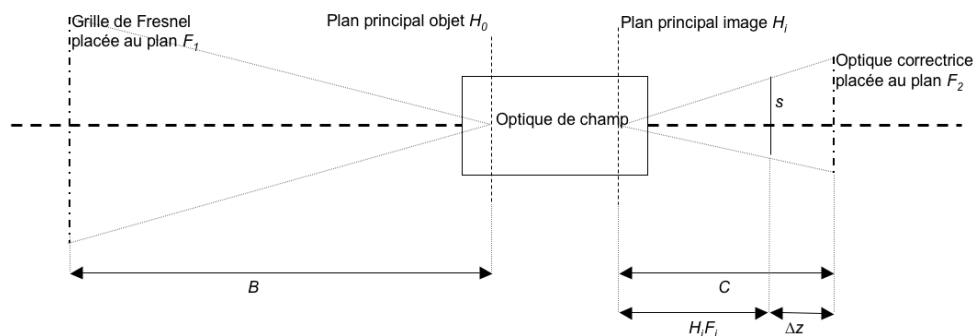 Grille de Fresnel
placée au plan F1
Plan principal objet H0
Plan principal image Hi
Optique correctrice
placée au plan F2
Optique de champ
s
B
C
HiFi
Δz